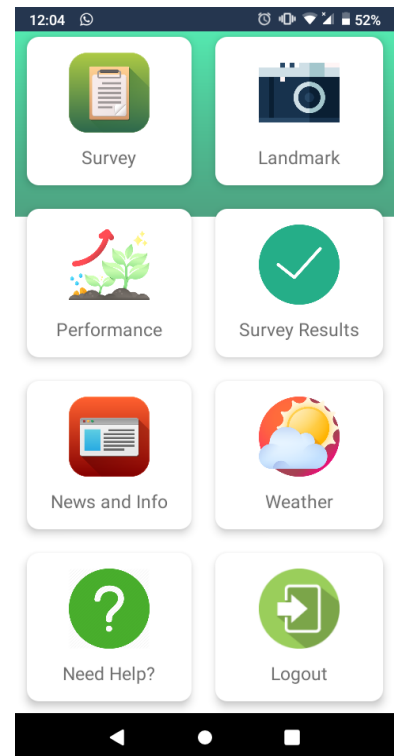 12:04 52%
Survey Landmark
Performance Survey Results
News and Info Weather
?
Need Help? Logout